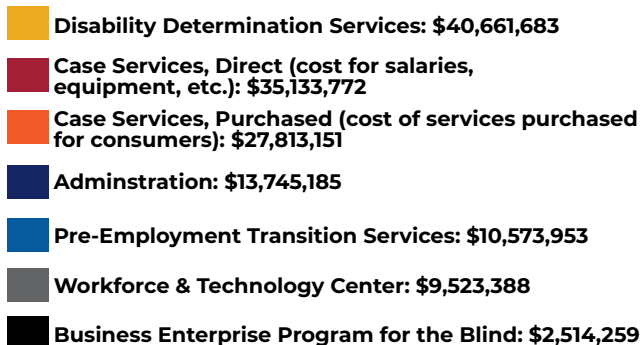 Disability Determination Services: $40,661,683
Case Services, Direct (cost for salaries,
equipment, etc.): $35,133,772
Case Services, Purchased (cost of services purchased
for consumers): $27,813,151
Adminstration: $13,745,185
Pre-Employment Transition Services: $10,573,953
Workforce & Technology Center: $9,523,388
Business Enterprise Program for the Blind: $2,514,259